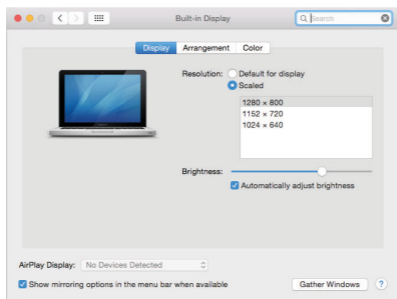 Built-in Display
Search
Display Arrangement Color
Resolution: Default for display
Scaled
1280 × 800
1152 × 720
1024 × 640
Brightness:
Automatically adjust brightness
AirPlay Display: No Devices Detected
Show mirroring options in the menu bar when available
Gather Windows ?